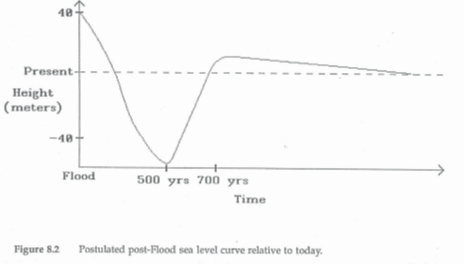 40
Present
Height
(meters)
-40
Flood
500 yrs 700 yrs
Time
Figure 8.2 Postulated post-Flood sea level curve relative to today.